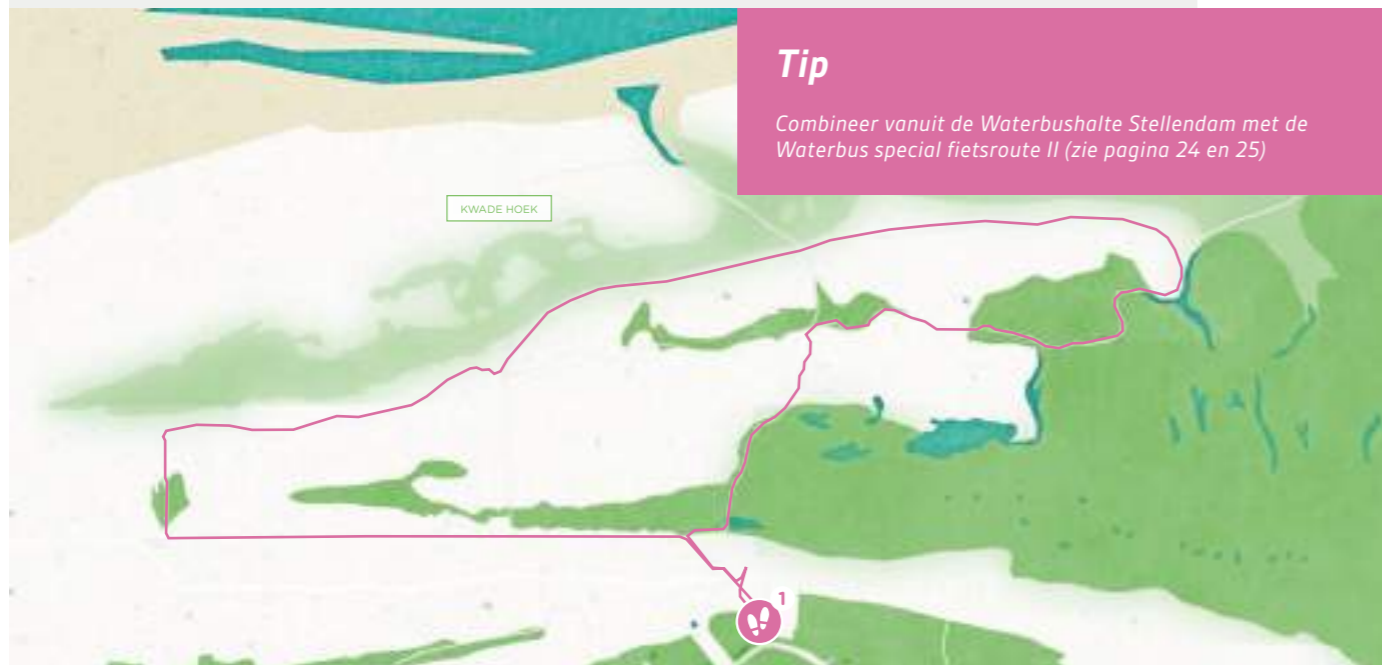 Tip
Combineer vanuit de Waterbushalte Stellendam met de
Waterbus special fietsroute II (zie pagina 24 en 25)
KWADE HOEK
1